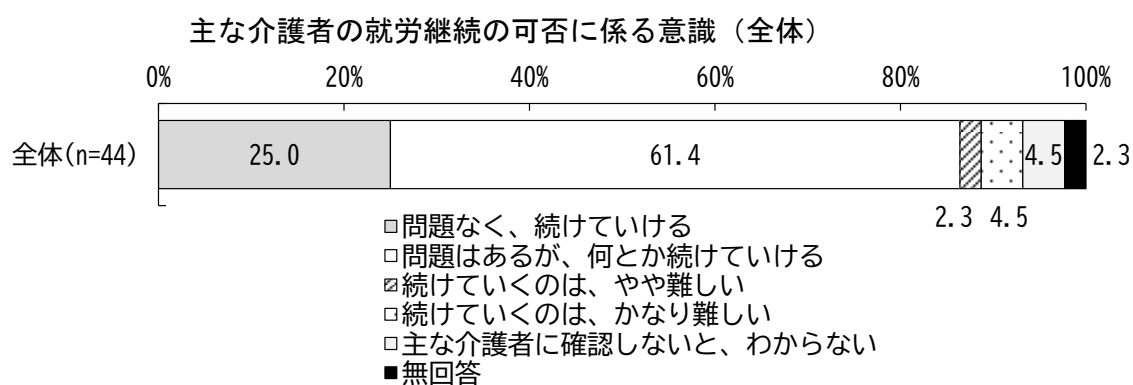 主な介護者の就労継続の可否に係る意識（全体）
0% 20% 40% 60% 80% 100%
全体(n=44) 25.0 61.4 4.5 2.3
2.3 4.5
問題なく、続けていける
問題はあるが、何とか続けていける
続けていくのは、やや難しい
続けていくのは、かなり難しい
主な介護者に確認しないと、わからない
無回答